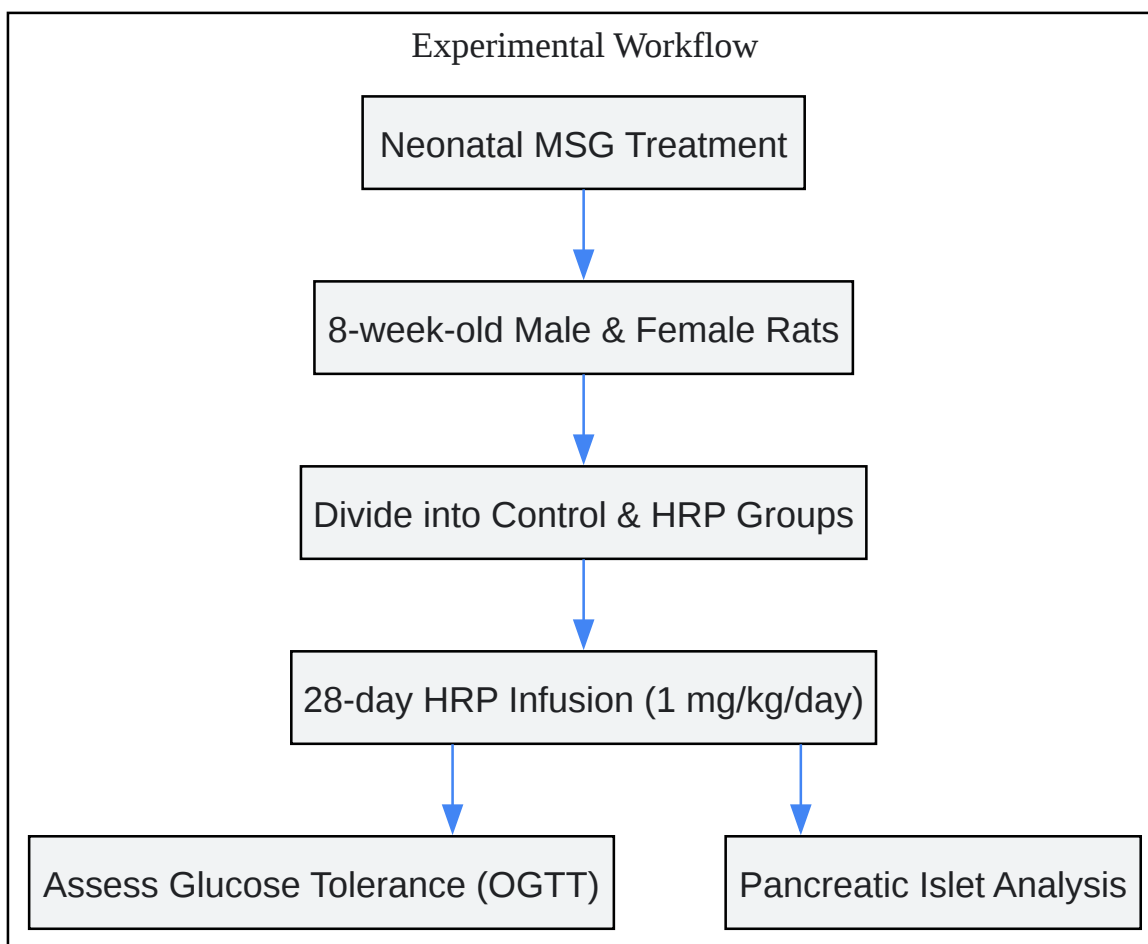 Experimental Workflow
Neonatal MSG Treatment
8-week-old Male & Female Rats
Divide into Control & HRP Groups
28-day HRP Infusion (1 mg/kg/day)
Assess Glucose Tolerance (OGTT)
Pancreatic Islet Analysis